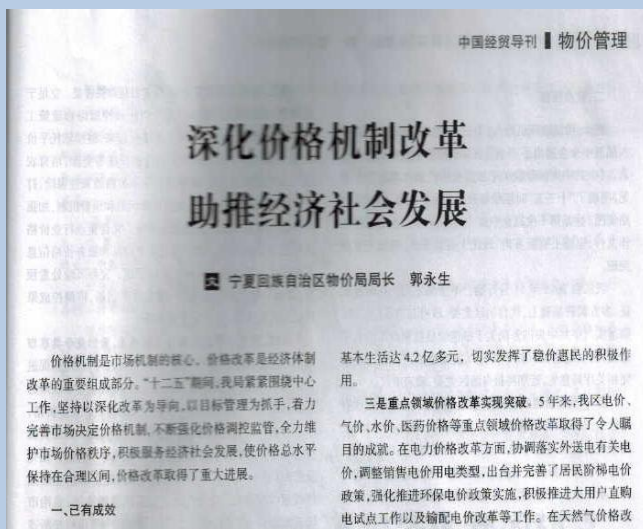 中国经贸导刊 物价管理
深化价格机制改革
助推经济社会发展
文 宁夏回族自治区物价局局长 郭永生
价格机制是市场机制的核心、价格改革是经济体制
改革的重要组成部分。“十二五”期间,我局紧紧围绕中心
工作,坚持以深化改革为导向,以目标管理为抓手,着力
完善市场决定价格机制,不断强化价格调控监管,全力维
护市场价格秩序,积极服务经济社会发展,使价格总水平
保持在合理区间,价格改革取得了重大进展。
一、已有成效
基本生活达4.2亿多元,切实发挥了稳价惠民的积极作
用。
三是重点领域价格改革实现突破。5年来,我区电价、
气价、水价、医药价格等重点领域价格改革取得了令人瞩
目的成就。在电力价格改革方面,协调落实外送电有关电
价,调整销售电价用电类型,出台并完善了居民阶梯电价
政策,强化推进环保电价政策实施,积极推进大用户直购
电试点工作以及输配电价改革等工作。在天然气价格改